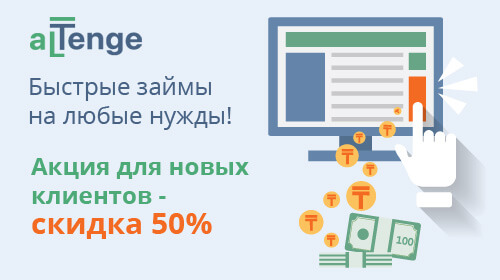 alTenge
Быстрые займы
на любые нужды!
Акция для новых
клиентов -
скидка 50%
100